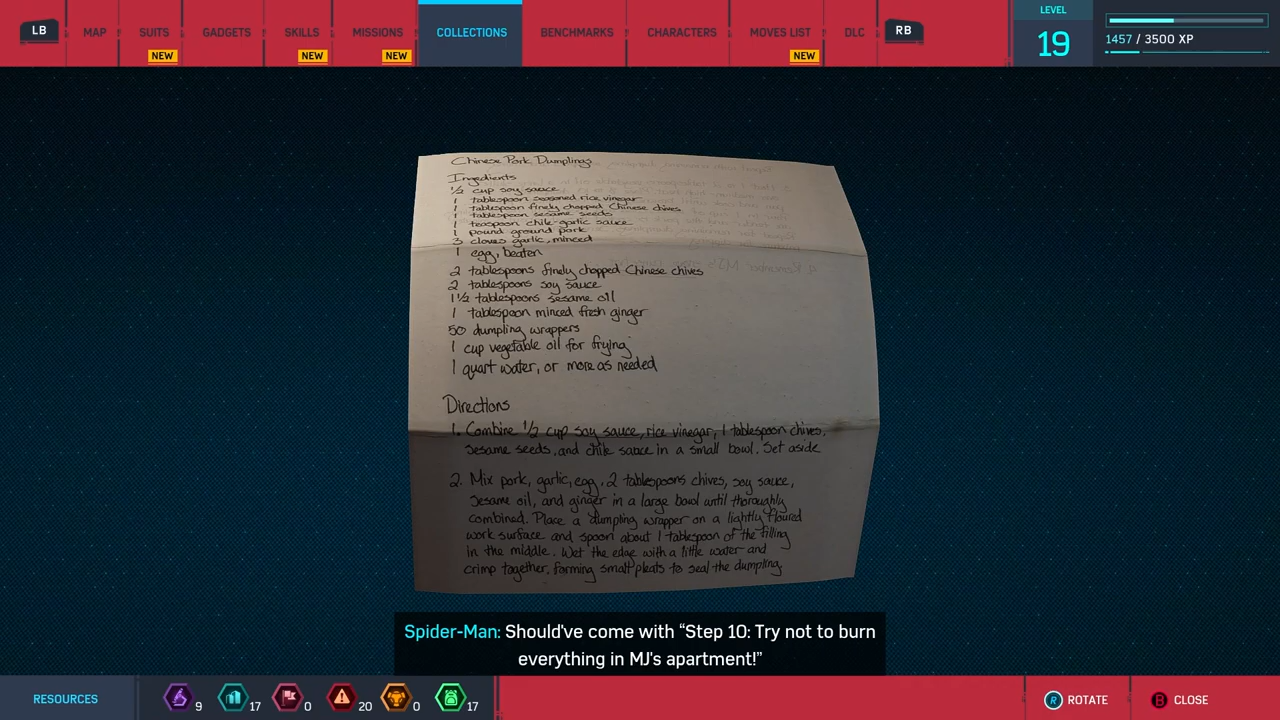 LB
MAP
SUITS
NEW
GADGETS
SKILLS
NEW
MISSIONS
NEW
COLLECTIONS
BENCHMARKS
CHARACTERS
MOVES LIST
NEW
DLC
RB
LEVEL
19
1457 / 3500 XP
Chinese Pork Dumplings
Ingredients
1/2 cup soy sauce
1 tablespoon seasoned rice vinegar
1 tablespoon finely chopped Chinese chives
1 tablespoon sesame seeds
1 teaspoon chile-garlic sauce
1 pound ground pork
3 cloves garlic, minced
1 egg, beaten
2 tablespoons finely chopped Chinese chives
2 tablespoons soy sauce
1 1/2 tablespoons sesame oil
1 tablespoon minced fresh ginger
50 dumpling wrappers
1 cup vegetable oil for frying
1 quart water, or more as needed
Directions
1. Combine 1/2 cup soy sauce, rice vinegar, 1 tablespoon chives,
sesame seeds, and chile sauce in a small bowl. Set aside
2. Mix pork, garlic, egg, 2 tablespoons chives, soy sauce,
sesame oil, and ginger in a large bowl until thoroughly
combined. Place a dumpling wrapper on a lightly floured
work surface and spoon about 1 tablespoon of the filling
in the middle. Wet the edge with a little water and
crimp together, forming small pleats to seal the dumpling
Spider-Man: Should've come with “Step 10: Try not to burn
everything in MJ's apartment!”
RESOURCES
9
17
0
20
0
17
R ROTATE
B CLOSE